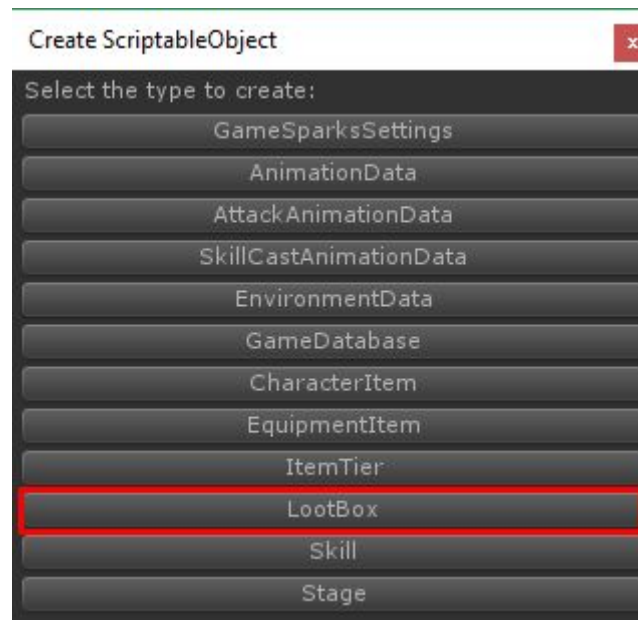 Create ScriptableObject
x
Select the type to create:
GameSparksSettings
AnimationData
AttackAnimationData
SkillCastAnimationData
EnvironmentData
GameDatabase
CharacterItem
EquipmentItem
ItemTier
LootBox
Skill
Stage